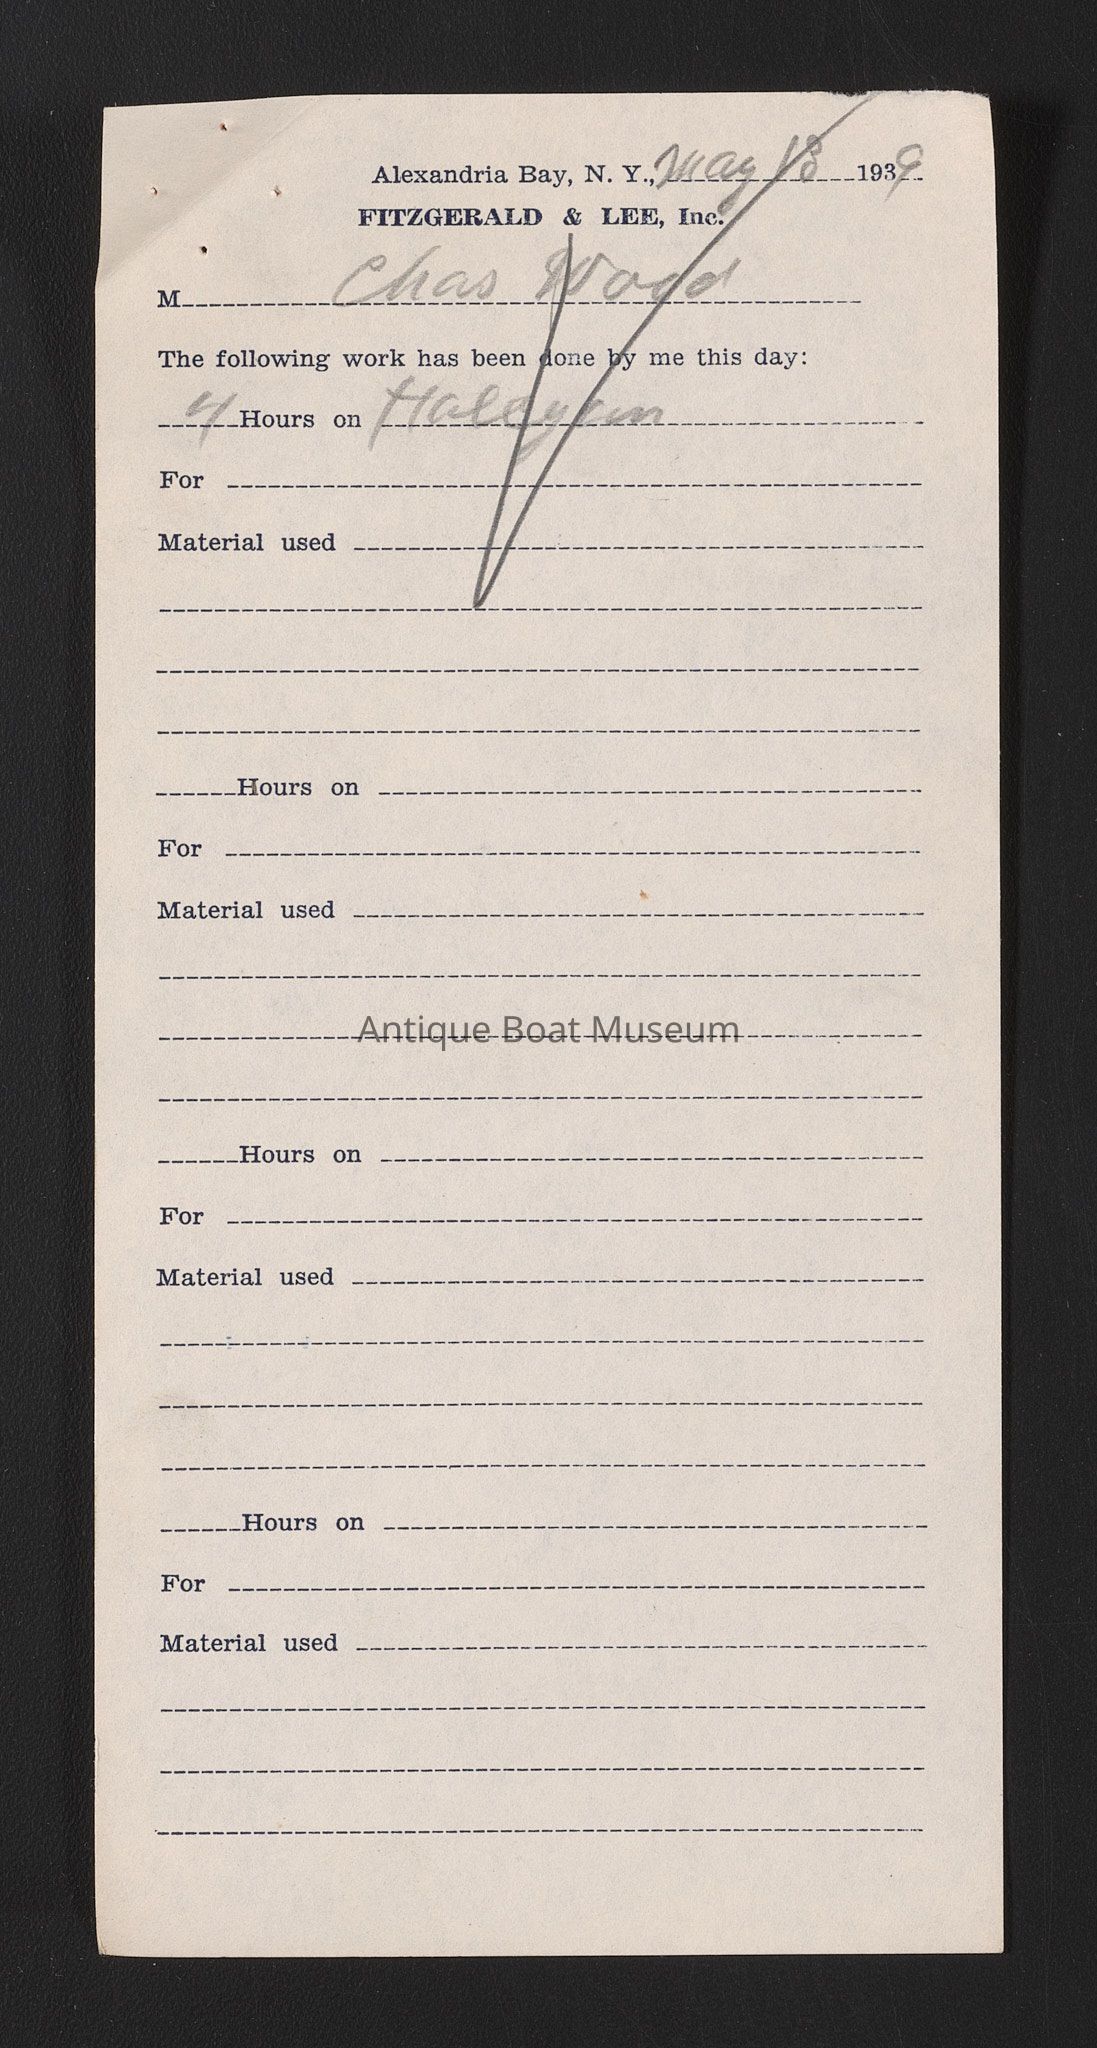 Alexandria Bay, N. Y., May 13 1939
FITZGERALD & LEE, Inc.
M Chas Wood
The following work has been done by me this day:
4 Hours on
For
Material used
Hours on
For
Material used
Antique Boat Museum
Hours on
For
Material used
Hours on
For
Material used